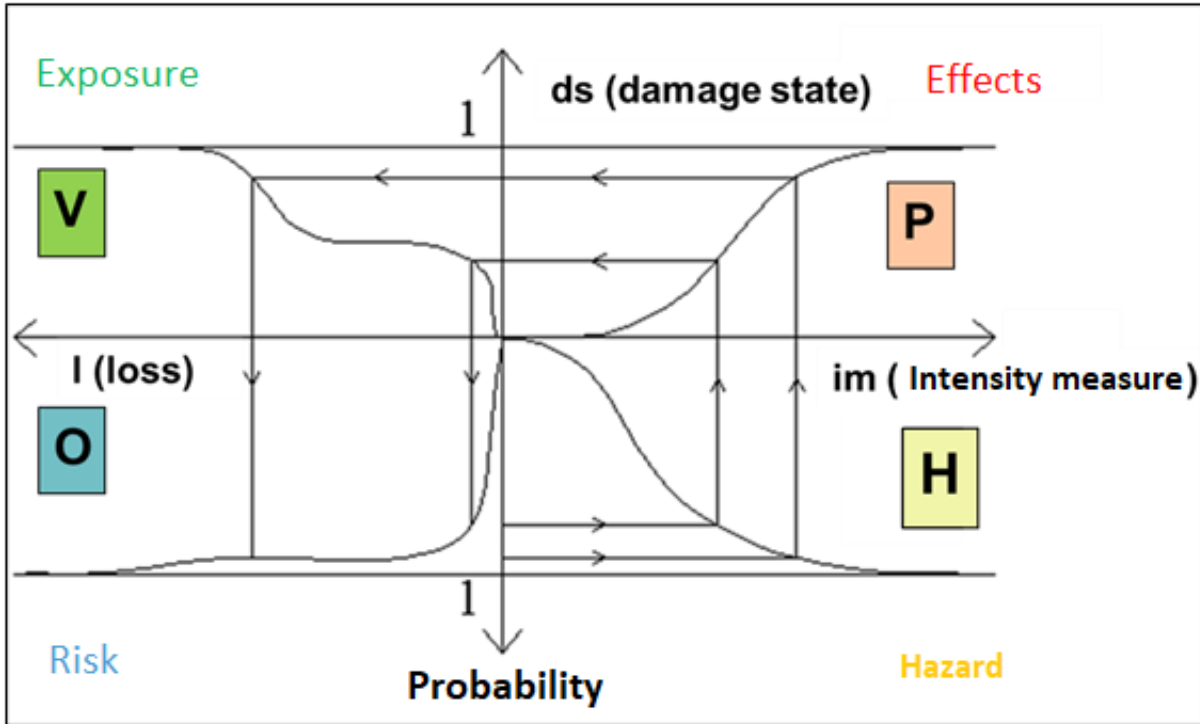 Exposure
Effects
ds (damage state)
1
V
P
l (loss)
im ( Intensity measure)
O
H
1
Risk
Hazard
Probability